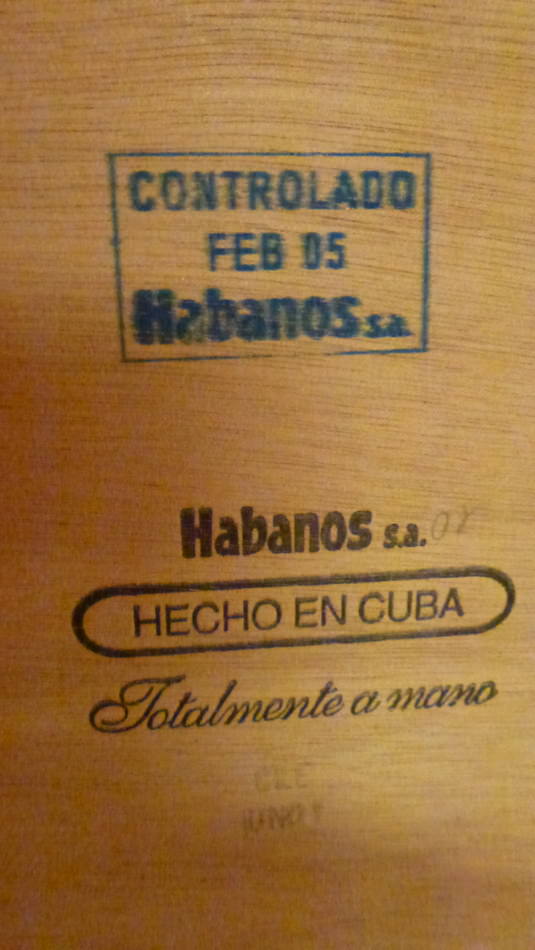 CONTROLADO
FEB 05
Habanos s.a.
Habanos s.a.
HECHO EN CUBA
Totalmente a mano